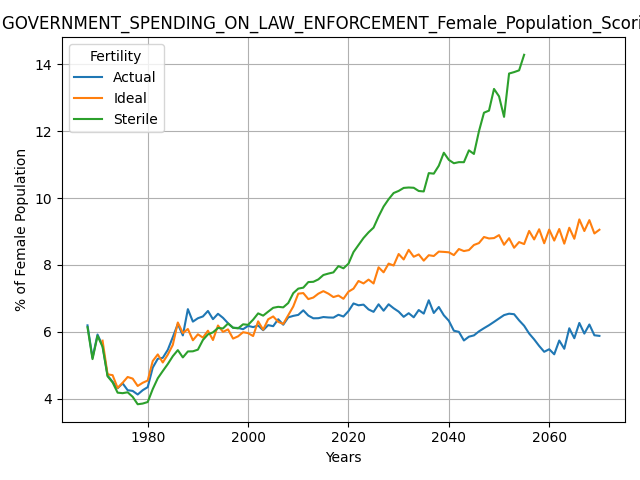 GOVERNMENT_SPENDING_ON_LAW_ENFORCEMENT_Female_Population_Scori
Fertility
Actual
Ideal
Sterile
14
12
10
8
6
4
% of Female Population
1980
2000
2020
2040
2060
Years